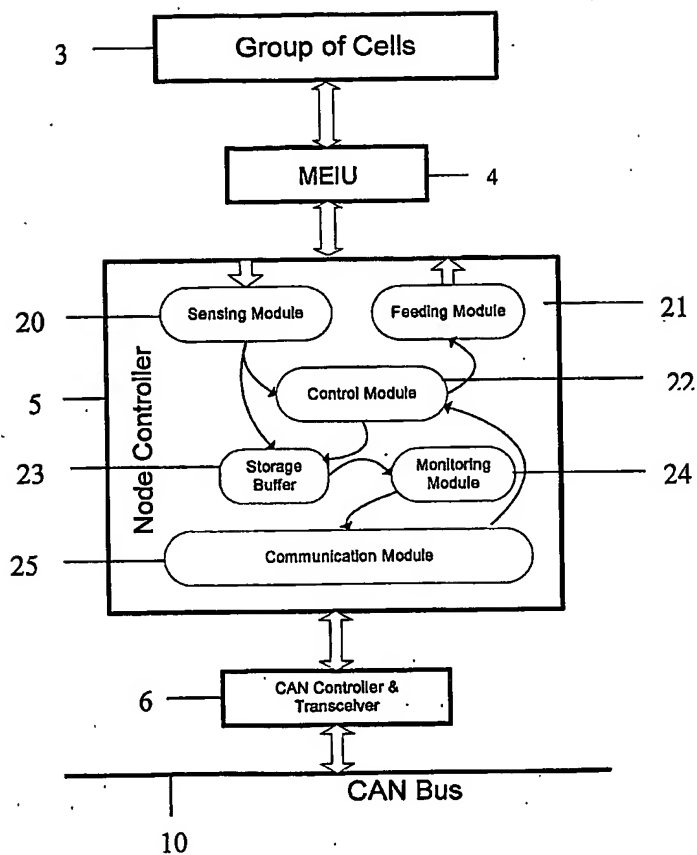 3
Group of Cells
MEIU
4
20
Sensing Module
Feeding Module
21
5
Node Controller
Control Module
22
23
Storage
Buffer
Monitoring
Module
24
25
Communication Module
6
CAN Controller &
Transceiver
CAN Bus
10